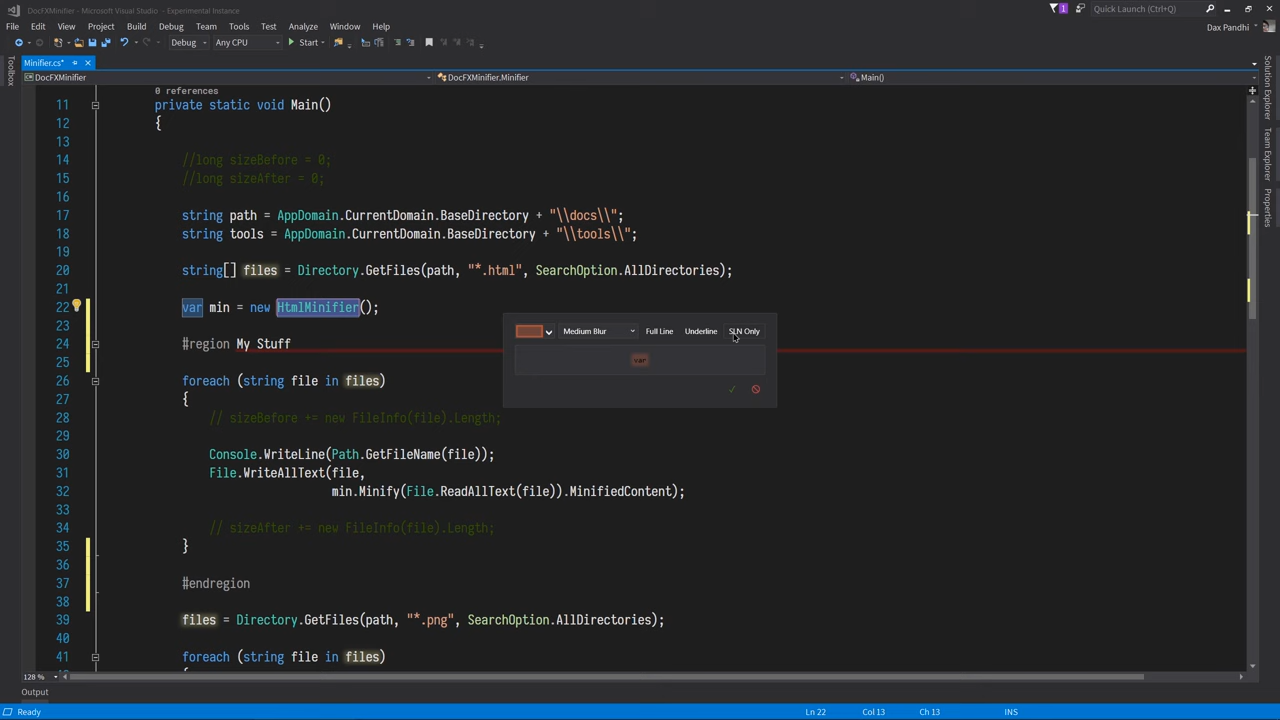 DocFXMinifier - Microsoft Visual Studio - Experimental Instance
1
Quick Launch (Ctrl+Q)
File Edit View Project Build Debug Team Tools Test Analyze Window Help
Dax Pandhi
Debug Any CPU Start
Toolbox
Minifier.cs*
DocFXMinifier DocFXMinifier.Minifier Main()
0 references
11 private static void Main()
12 {
13
14 //long sizeBefore = 0;
15 //long sizeAfter = 0;
16
17 string path = AppDomain.CurrentDomain.BaseDirectory + "\\docs\\";
18 string tools = AppDomain.CurrentDomain.BaseDirectory + "\\tools\\";
19
20 string[] files = Directory.GetFiles(path, "*.html", SearchOption.AllDirectories);
21
22 var min = new HtmlMinifier();
23
24 #region My Stuff
25
26 foreach (string file in files)
27 {
28 // sizeBefore += new FileInfo(file).Length;
29
30 Console.WriteLine(Path.GetFileName(file));
31 File.WriteAllText(file,
32 min.Minify(File.ReadAllText(file)).MinifiedContent);
33
34 // sizeAfter += new FileInfo(file).Length;
35 }
36
37 #endregion
38
39 files = Directory.GetFiles(path, "*.png", SearchOption.AllDirectories);
40
41 foreach (string file in files)
Medium Blur Full Line Underline SLN Only
var
Solution Explorer
Team Explorer
Properties
128 %
Output
Ready Ln 22 Col 13 Ch 13 INS